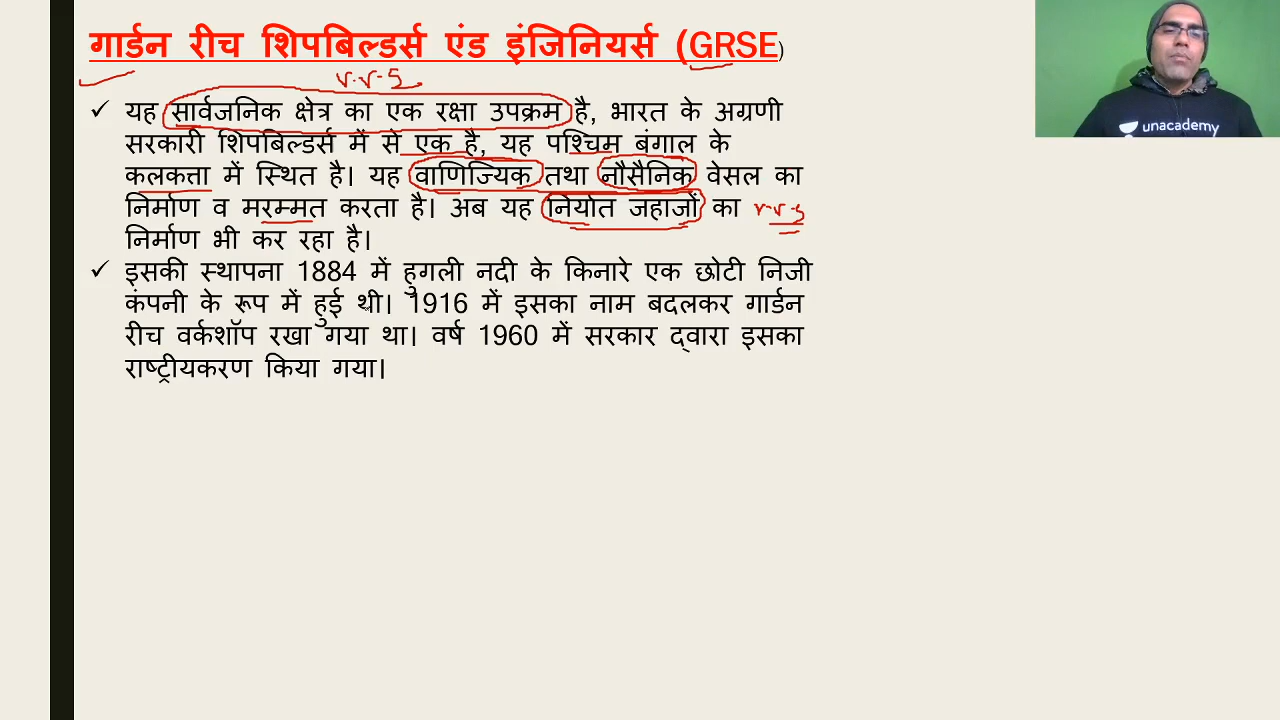 गार्डन रीच शिपबिल्डर्स एंड इंजिनियर्स (GRSE)
v.v.s
✓ यह सार्वजनिक क्षेत्र का एक रक्षा उपक्रम है, भारत के अग्रणी
सरकारी शिपबिल्डर्स में से एक है, यह पश्चिम बंगाल के
कलकत्ता में स्थित है। यह वाणिज्यिक तथा नौसैनिक वेसल का
निर्माण व मरम्मत करता है। अब यह निर्योत जहाजों का
निर्माण भी कर रहा है।
✓ इसकी स्थापना 1884 में हुगली नदी के किनारे एक छोटी निजी
कंपनी के रूप में हुई थी। 1916 में इसका नाम बदलकर गार्डन
रीच वर्कशॉप रखा गया था। वर्ष 1960 में सरकार द्वारा इसका
राष्ट्रीयकरण किया गया।
unacademy